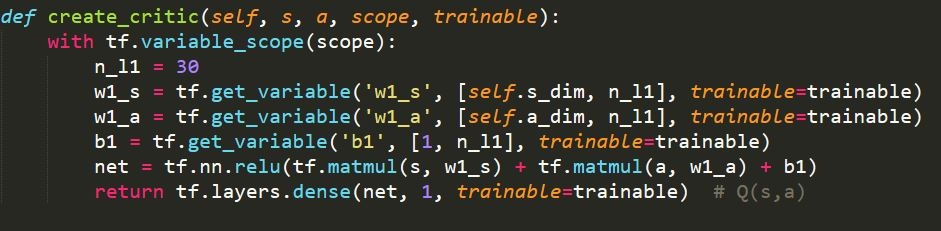 def create_critic(self, s, a, scope, trainable):
    with tf.variable_scope(scope):
        n_l1 = 30
        w1_s = tf.get_variable('w1_s', [self.s_dim, n_l1], trainable=trainable)
        w1_a = tf.get_variable('w1_a', [self.a_dim, n_l1], trainable=trainable)
        b1 = tf.get_variable('b1', [1, n_l1], trainable=trainable)
        net = tf.nn.relu(tf.matmul(s, w1_s) + tf.matmul(a, w1_a) + b1)
        return tf.layers.dense(net, 1, trainable=trainable)  # Q(s,a)